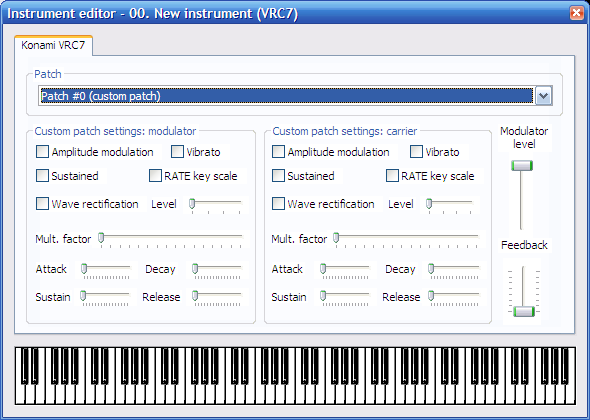 Instrument editor - 00. New instrument (VRC7)
Konami VRC7
Patch
Patch #0 (custom patch)
Custom patch settings: modulator
Amplitude modulation Vibrato
Sustained RATE key scale
Wave rectification Level
Mult. factor
Attack Decay
Sustain Release
Custom patch settings: carrier
Amplitude modulation Vibrato
Sustained RATE key scale
Wave rectification Level
Mult. factor
Attack Decay
Sustain Release
Modulator
level
Feedback